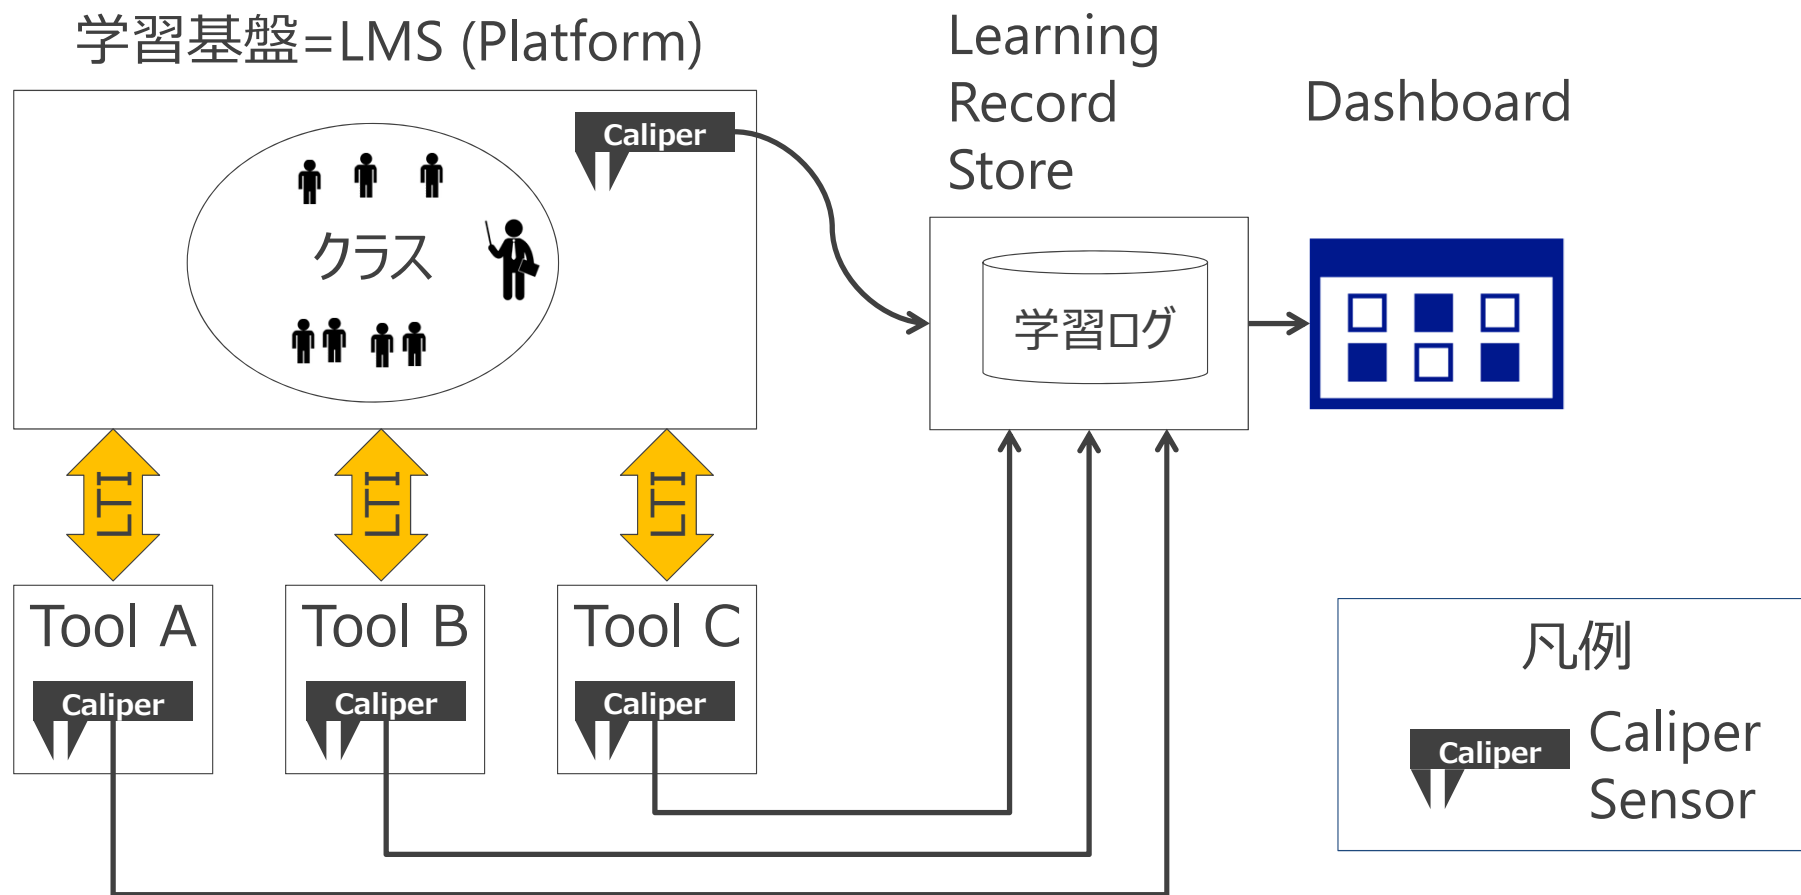 学習基盤=LMS (Platform)
Learning
Record
Store
Dashboard
Caliper
クラス
学習ログ
LTI
LTI
LTI
Tool A
Caliper
Tool B
Caliper
Tool C
Caliper
凡例
Caliper
Caliper
Sensor